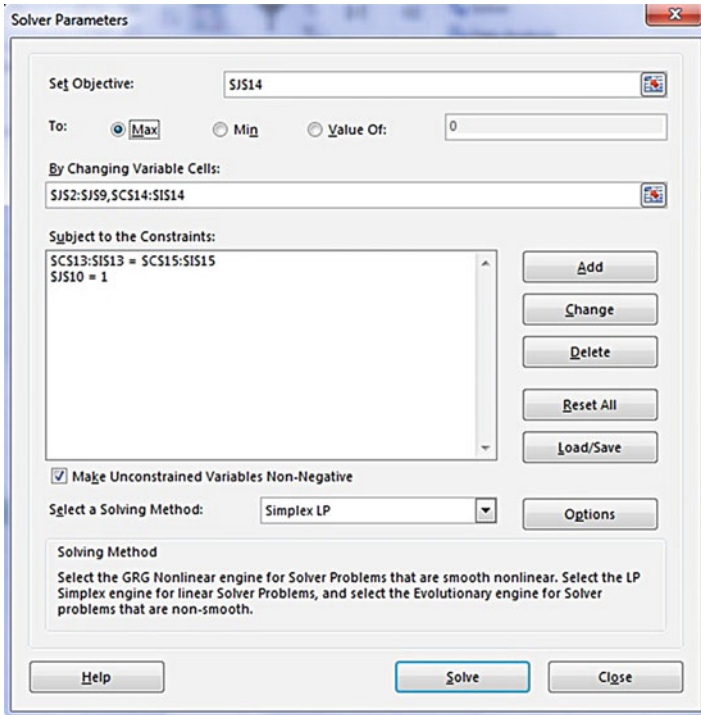 Solver Parameters
Set Objective:
$J$14
To:
Max
Min
Value Of:
0
By Changing Variable Cells:
$J$2:$J$9,$C$14:$I$14
Subject to the Constraints:
$C$13:$I$13 = $C$15:$I$15
$J$10 = 1
Add
Change
Delete
Reset All
Load/Save
Make Unconstrained Variables Non-Negative
Select a Solving Method:
Simplex LP
Options
Solving Method
Select the GRG Nonlinear engine for Solver Problems that are smooth nonlinear. Select the LP
Simplex engine for linear Solver Problems, and select the Evolutionary engine for Solver
problems that are non-smooth.
Help
Solve
Close